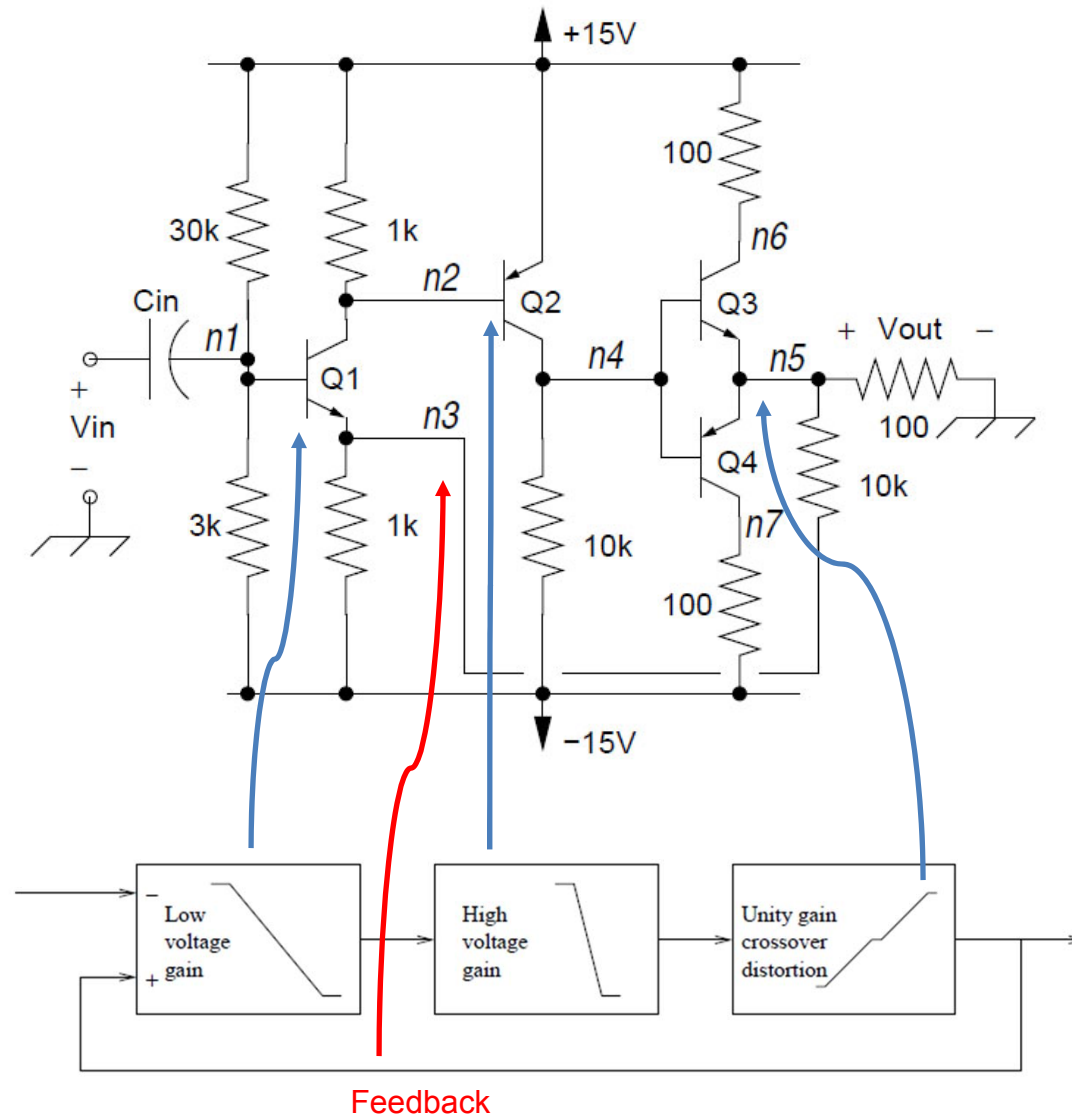 +15V
100
30k
1k
n6
n2
Cin
Q2
Q3
n1
+ Vout −
n4
n5
Q1
+
n3
Vin
100
Q4
−
10k
n7
3k
1k
10k
100
−15V
−
Low
voltage
gain
+
High
voltage
gain
Unity gain
crossover
distortion
Feedback